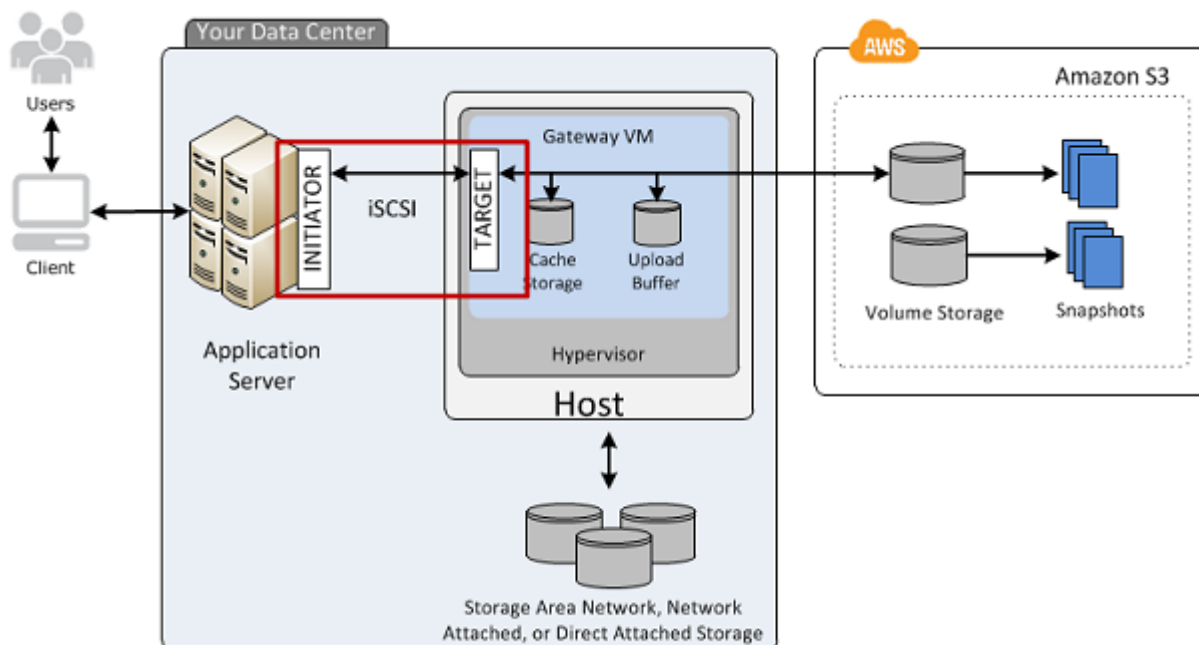 Your Data Center
AWS
Users
Amazon S3
Gateway VM
INITIATOR
iSCSI
TARGET
Client
Cache
Storage
Upload
Buffer
Volume Storage
Snapshots
Application
Server
Hypervisor
Host
Storage Area Network, Network
Attached, or Direct Attached Storage